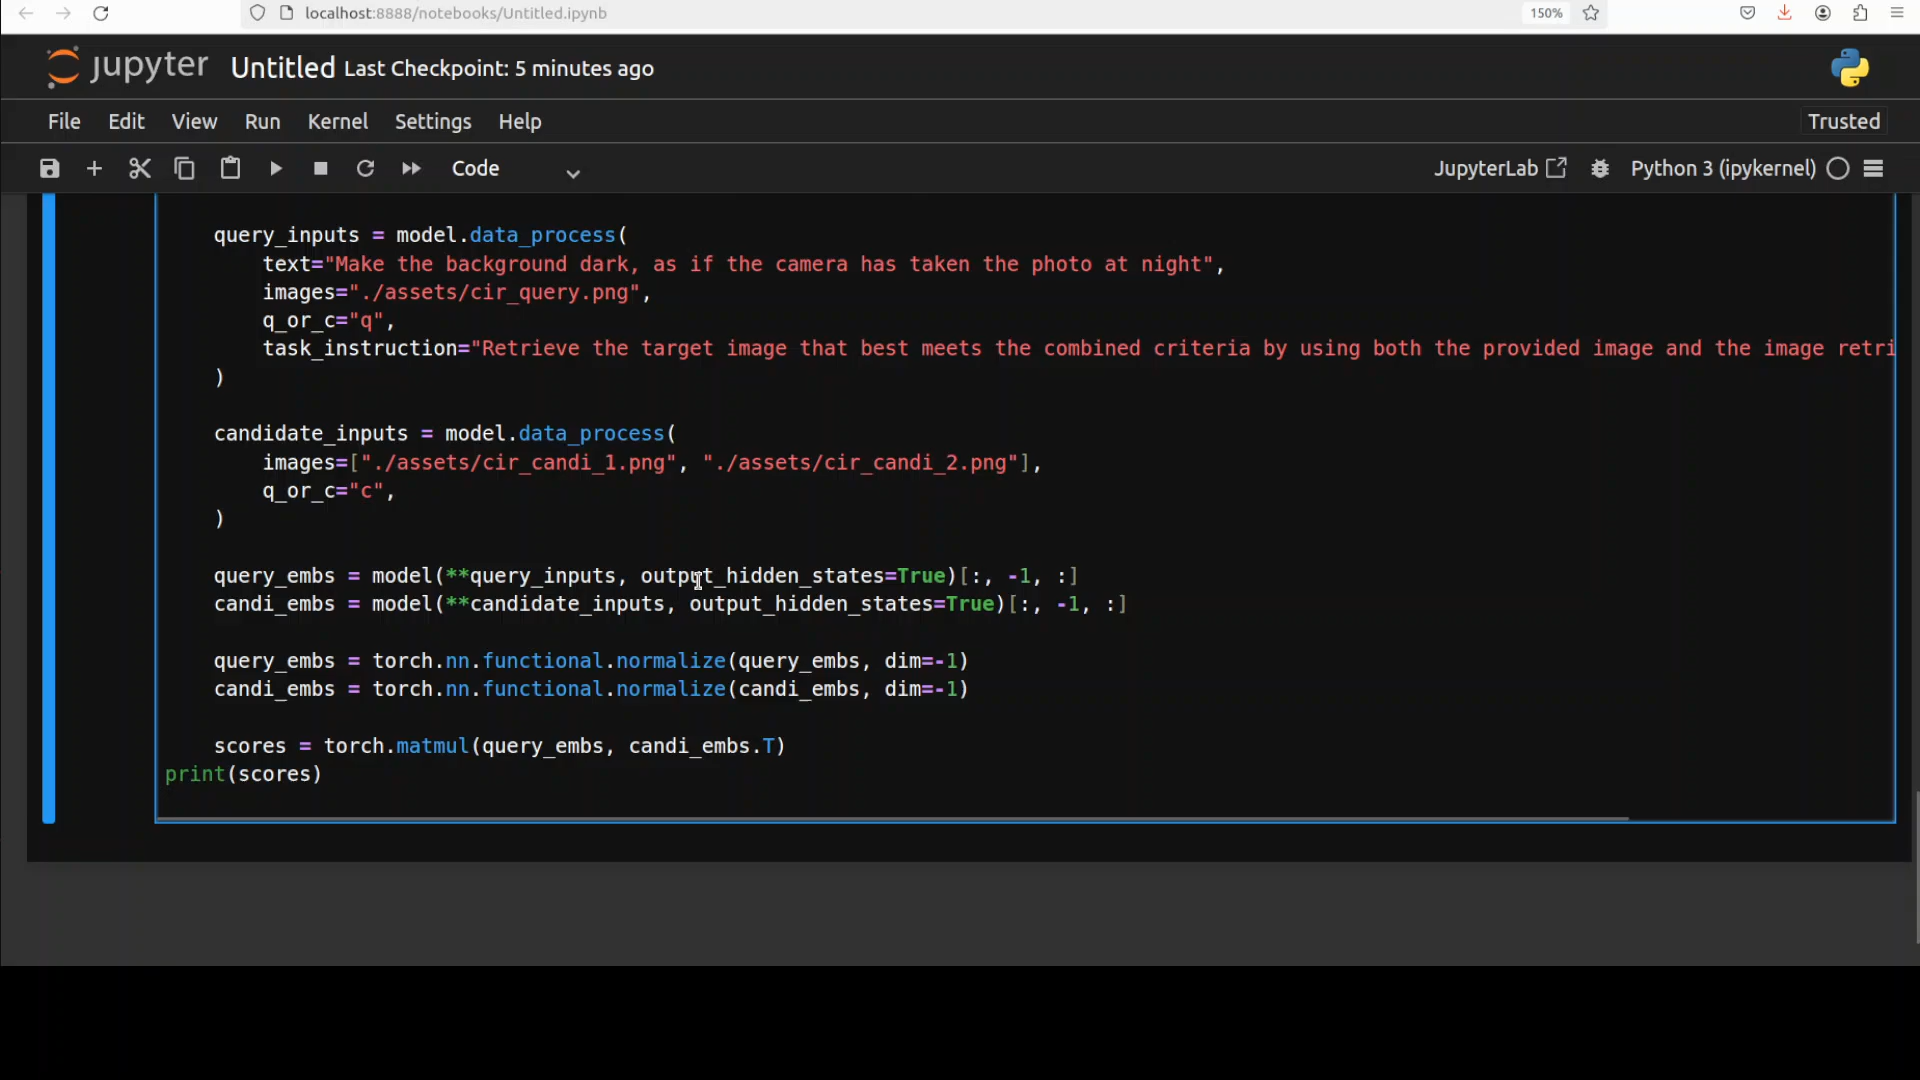 localhost:8888/notebooks/Untitled.ipynb 150%
jupyter Untitled Last Checkpoint: 5 minutes ago
File Edit View Run Kernel Settings Help Trusted
Code JupyterLab Python 3 (ipykernel)
query_inputs = model.data_process(
text="Make the background dark, as if the camera has taken the photo at night",
images="./assets/cir_query.png",
q_or_c="q",
task_instruction="Retrieve the target image that best meets the combined criteria by using both the provided image and the image retri
)
candidate_inputs = model.data_process(
images=["./assets/cir_candi_1.png", "./assets/cir_candi_2.png"],
q_or_c="c",
)
query_embs = model(**query_inputs, output_hidden_states=True)[:, -1, :]
candi_embs = model(**candidate_inputs, output_hidden_states=True)[:, -1, :]
query_embs = torch.nn.functional.normalize(query_embs, dim=-1)
candi_embs = torch.nn.functional.normalize(candi_embs, dim=-1)
scores = torch.matmul(query_embs, candi_embs.T)
print(scores)